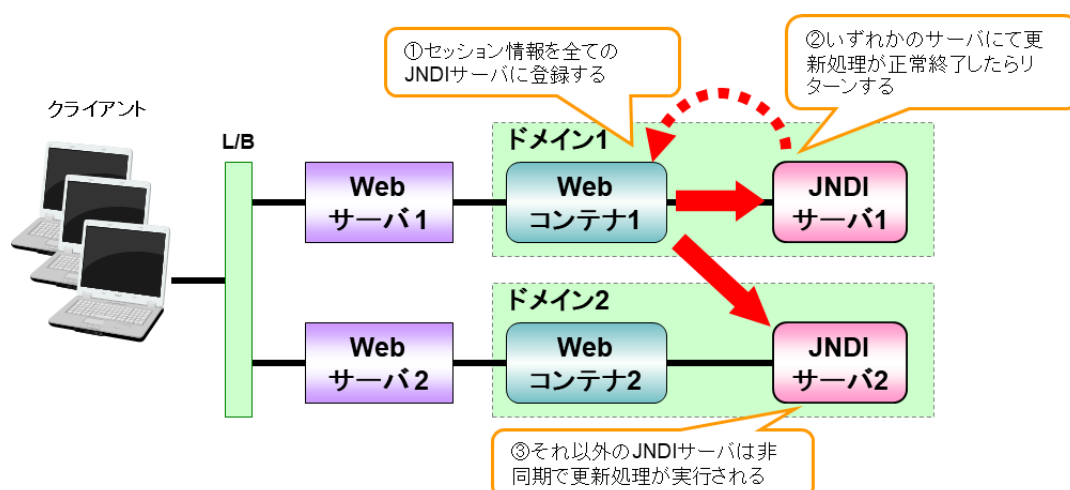 ①セッション情報を全ての
JNDIサーバに登録する
②いずれかのサーバにて更
新処理が正常終了したらリ
ターンする
クライアント
L/B
ドメイン1
Web
サーバ1
Web
コンテナ1
JNDI
サーバ1
ドメイン2
Web
サーバ2
Web
コンテナ2
JNDI
サーバ2
③それ以外のJNDIサーバは非
同期で更新処理が実行される